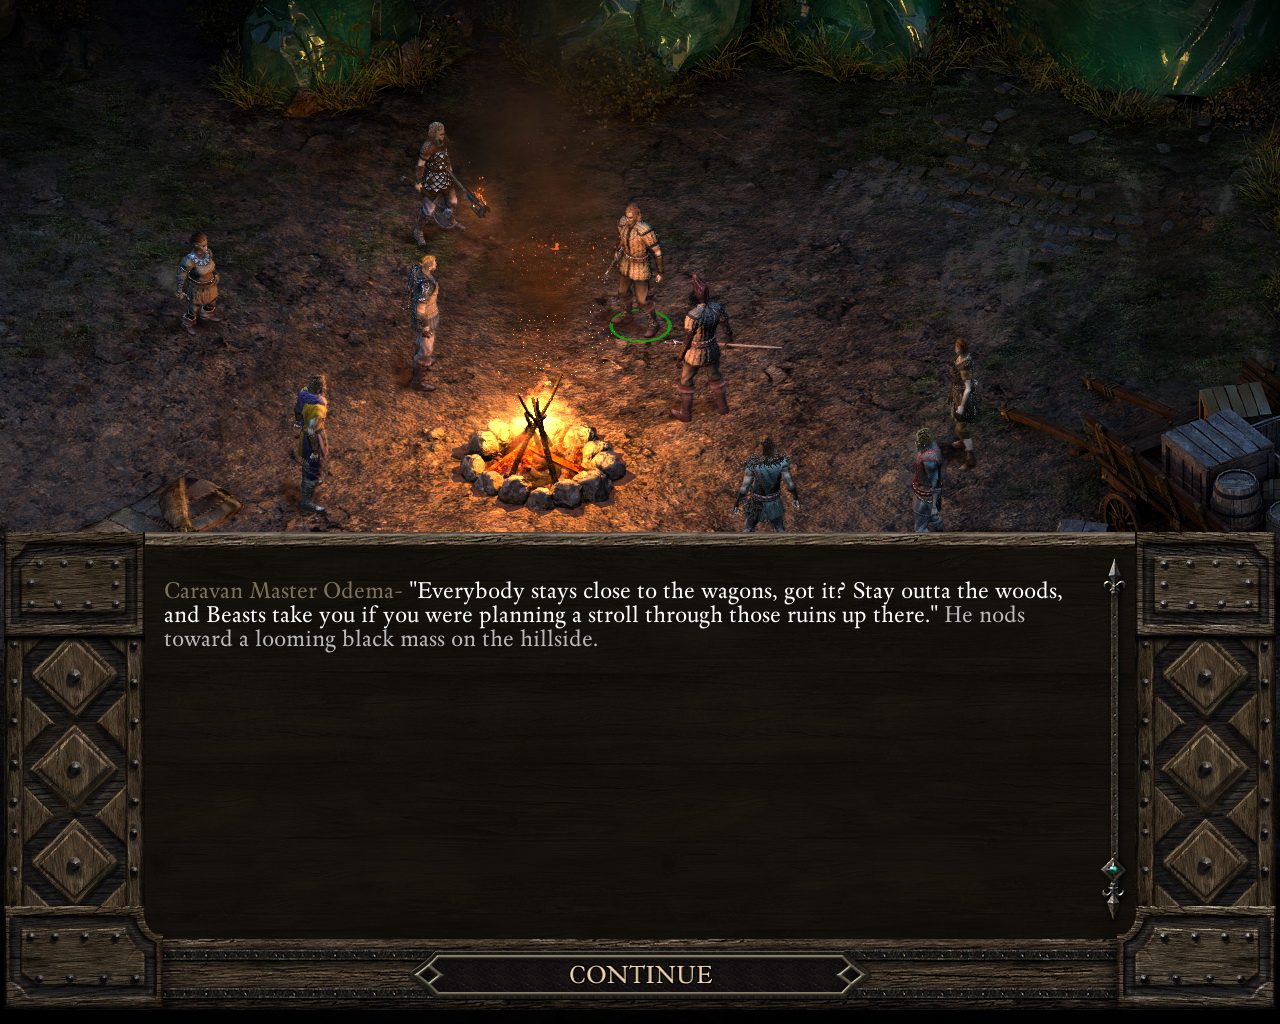 Caravan Master Odema- "Everybody stays close to the wagons, got it? Stay outta the woods,
and Beasts take you if you were planning a stroll through those ruins up there." He nods
toward a looming black mass on the hillside.
CONTINUE